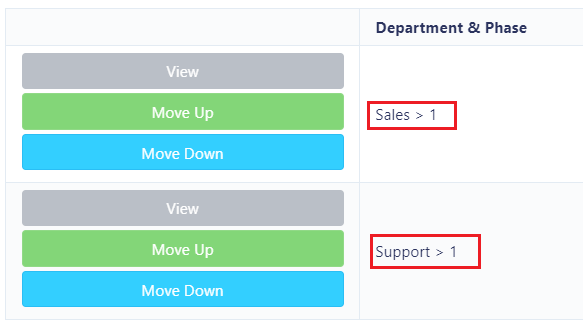 Department & Phase
View
Move Up
Sales > 1
Move Down
View
Move Up
Support > 1
Move Down